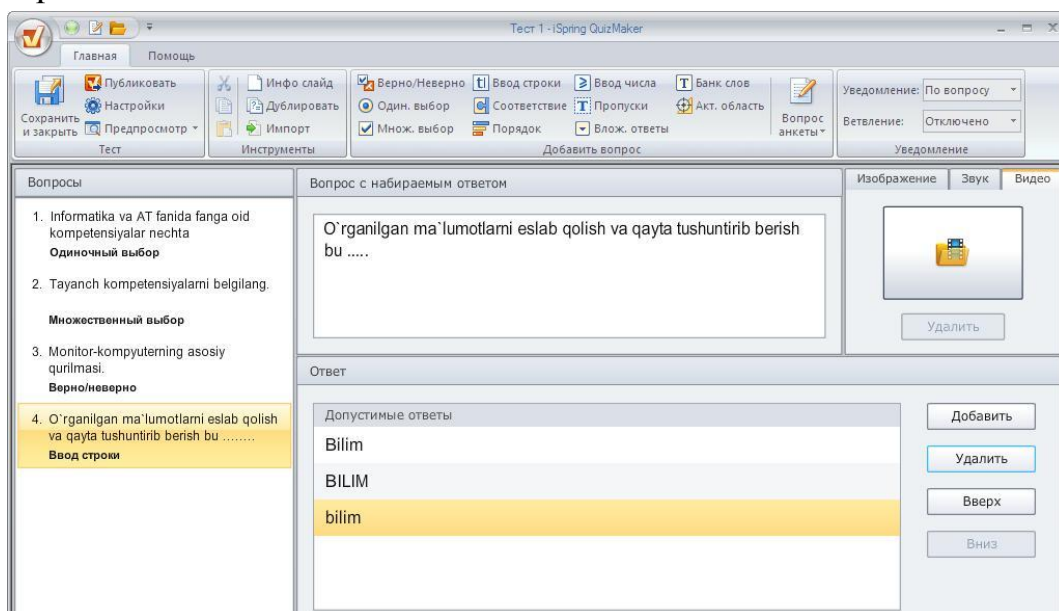 Тест 1 - iSpring QuizMaker
Главная Помощь
Сохранить и закрыть
Публиковать
Настройки
Предпросмотр
Тест
Инфо слайд
Дублировать
Импорт
Инструменты
Верно/Неверно
Один. выбор
Множ. выбор
Ввод строки
Соответствие
Порядок
Ввод числа
Пропуски
Влож. ответы
Банк слов
Акт. область
Вопрос анкеты
Добавить вопрос
Уведомление: По вопросу
Ветвление: Отключено
Уведомление
Вопросы
1. Informatika va AT fanida fanga oid
kompetensiyalar nechta
Одиночный выбор
2. Tayanch kompetensiyalarni belgilang.
Множественный выбор
3. Monitor-kompyuterning asosiy
qurilmasi.
Верно/неверно
4. O`rganilgan ma`lumotlarni eslab qolish
va qayta tushuntirib berish bu ........
Ввод строки
Вопрос с набираемым ответом
O`rganilgan ma`lumotlarni eslab qolish va qayta tushuntirib berish
bu .....
Изображение Звук Видео
Удалить
Ответ
Допустимые ответы
Bilim
BILIM
bilim
Добавить
Удалить
Вверх
Вниз